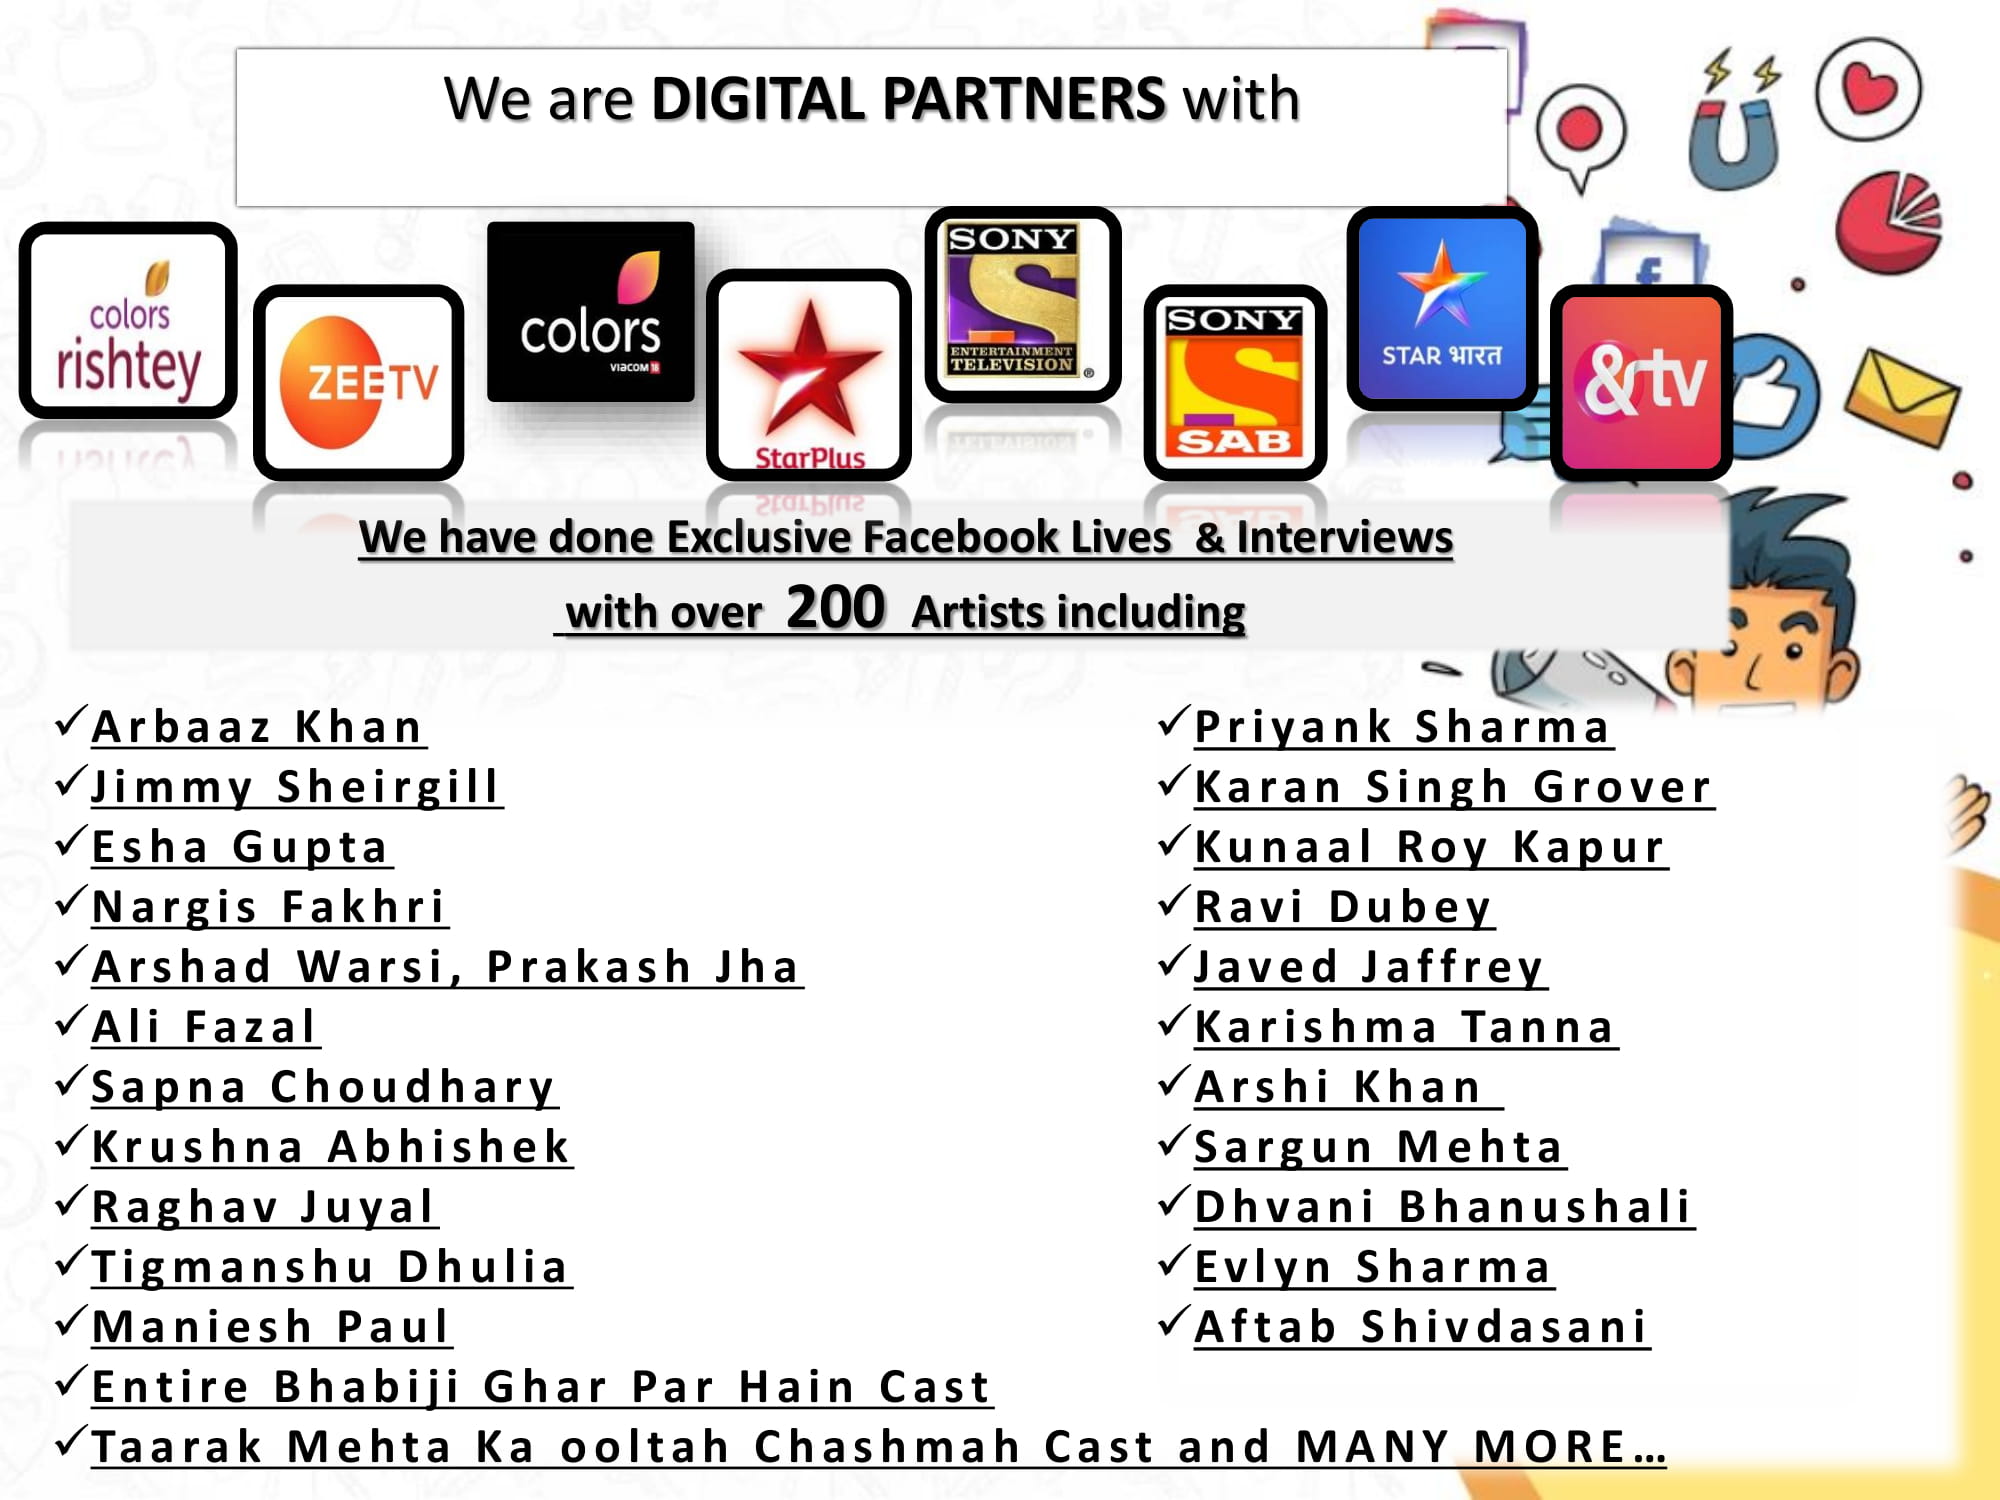 We are DIGITAL PARTNERS with
colors
rishtey
ZEETV
colors
VIACOM18
StarPlus
SONY
ENTERTAINMENT
TELEVISION
®
SONY
SAB
STAR भारत
&tv
f
We have done Exclusive Facebook Lives & Interviews
with over 200 Artists including
✓Arbaaz Khan
✓Jimmy Sheirgill
✓Esha Gupta
✓Nargis Fakhri
✓Arshad Warsi, Prakash Jha
✓Ali Fazal
✓Sapna Choudhary
✓Krushna Abhishek
✓Raghav Juyal
✓Tigmanshu Dhulia
✓Maniesh Paul
✓Entire Bhabiji Ghar Par Hain Cast
✓Taarak Mehta Ka ooltah Chashmah Cast and MANY MORE…
✓Priyank Sharma
✓Karan Singh Grover
✓Kunaal Roy Kapur
✓Ravi Dubey
✓Javed Jaffrey
✓Karishma Tanna
✓Arshi Khan
✓Sargun Mehta
✓Dhvani Bhanushali
✓Evlyn Sharma
✓Aftab Shivdasani